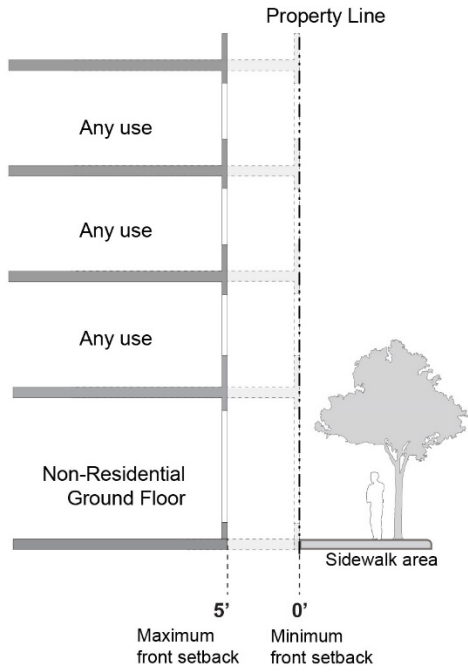 Property Line
Any use
Any use
Any use
Non-Residential
Ground Floor
Sidewalk area
5’
0’
Maximum
front setback
Minimum
front setback